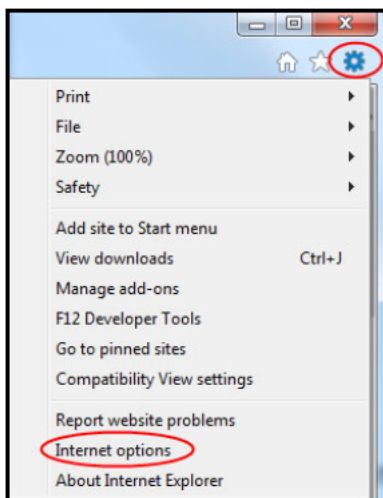 Print
File
Zoom (100%)
Safety
Add site to Start menu
View downloads Ctrl+J
Manage add-ons
F12 Developer Tools
Go to pinned sites
Compatibility View settings
Report website problems
Internet options
About Internet Explorer